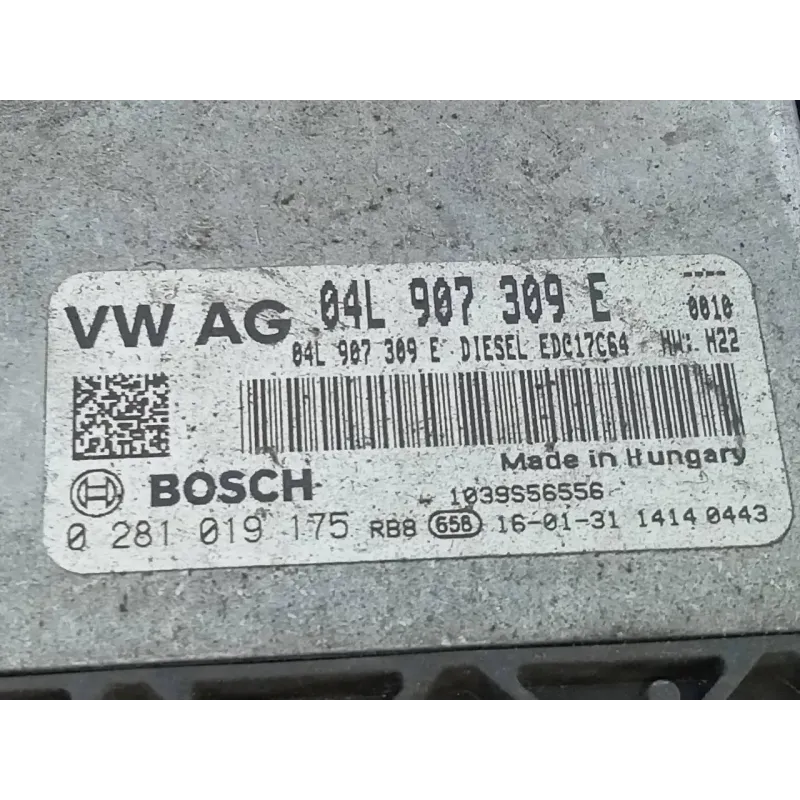 VW AG 04L 907 309 E ----
0010
04L 907 309 E DIESEL EDC17C64 HW: H22
Made in Hungary
BOSCH 1039S56556
0 281 019 175 RB8 658 16-01-31 1414 0443